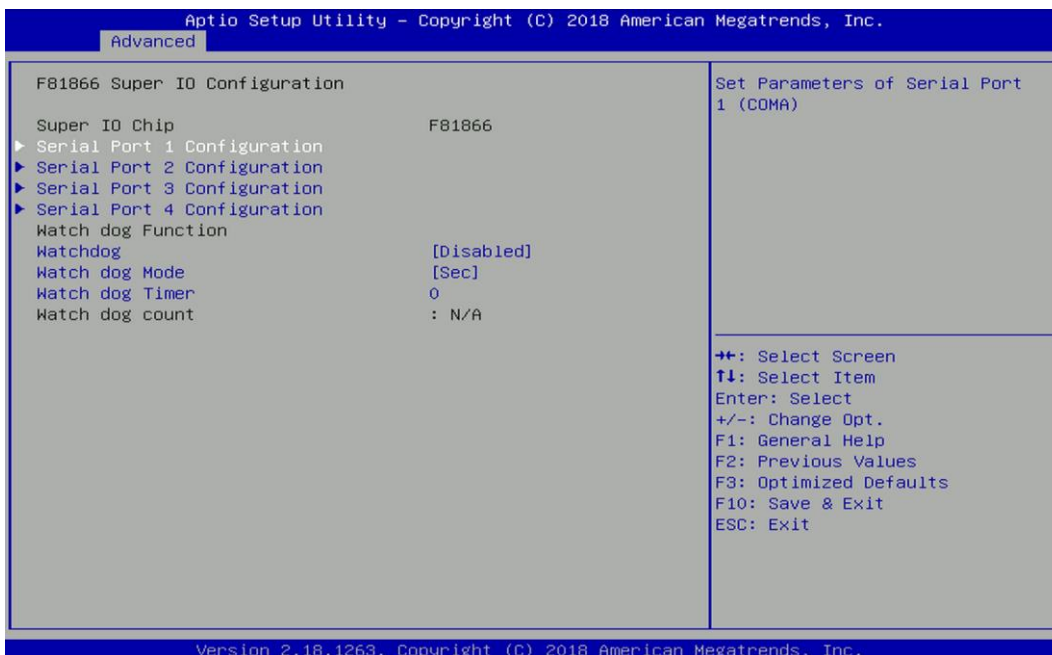 Aptio Setup Utility – Copyright (C) 2018 American Megatrends, Inc.
Advanced
F81866 Super IO Configuration
Super IO Chip F81866
▶ Serial Port 1 Configuration
▶ Serial Port 2 Configuration
▶ Serial Port 3 Configuration
▶ Serial Port 4 Configuration
Watch dog Function
Watchdog [Disabled]
Watch dog Mode [Sec]
Watch dog Timer 0
Watch dog count : N/A
Set Parameters of Serial Port
1 (COMA)
→←: Select Screen
↑↓: Select Item
Enter: Select
+/-: Change Opt.
F1: General Help
F2: Previous Values
F3: Optimized Defaults
F10: Save & Exit
ESC: Exit
Version 2.18.1263. Copyright (C) 2018 American Megatrends, Inc.